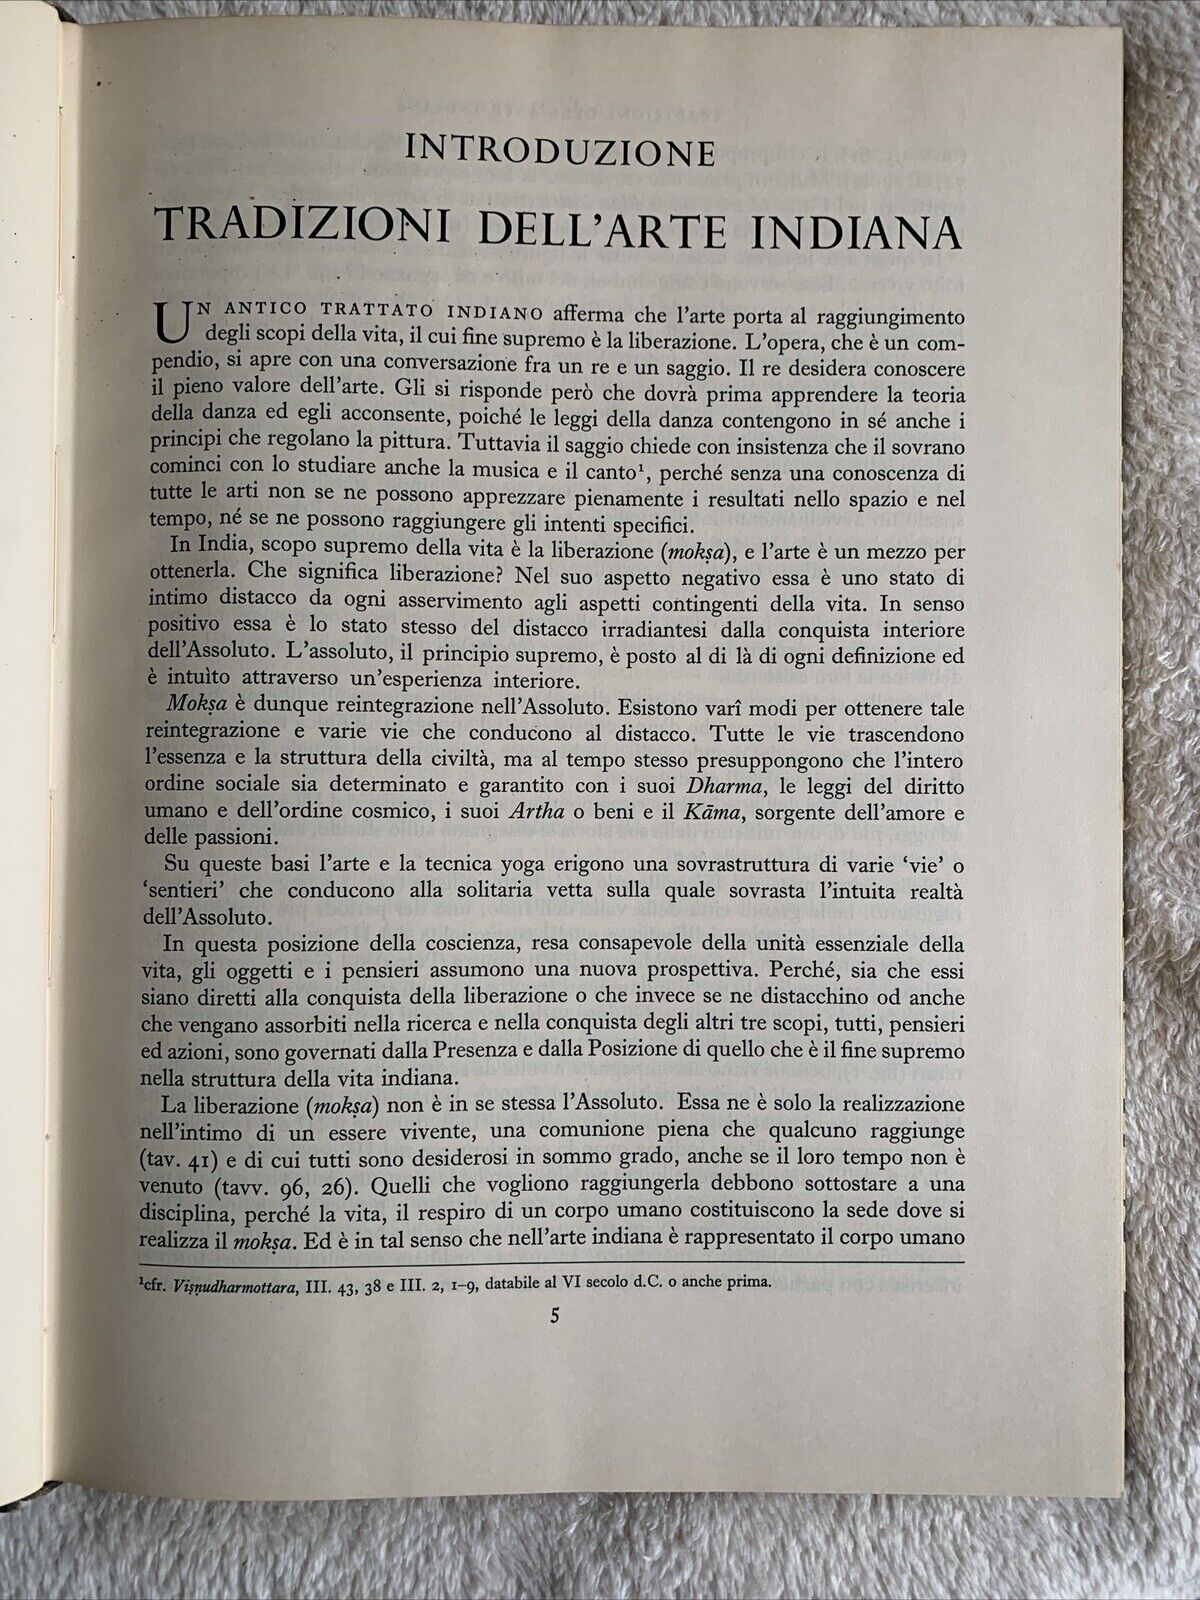 INTRODUZIONE
TRADIZIONI DELL'ARTE INDIANA
UN ANTICO TRATTATO INDIANO afferma che l'arte porta al raggiungimento
degli scopi della vita, il cui fine supremo è la liberazione. L'opera, che è un com-
pendio, si apre con una conversazione fra un re e un saggio. Il re desidera conoscere
il pieno valore dell'arte. Gli si risponde però che dovrà prima apprendere la teoria
della danza ed egli acconsente, poiché le leggi della danza contengono in sé anche i
principi che regolano la pittura. Tuttavia il saggio chiede con insistenza che il sovrano
cominci con lo studiare anche la musica e il canto¹, perché senza una conoscenza di
tutte le arti non se ne possono apprezzare pienamente i resultati nello spazio e nel
tempo, né se ne possono raggiungere gli intenti specifici.
In India, scopo supremo della vita è la liberazione (mokṣa), e l'arte è un mezzo per
ottenerla. Che significa liberazione? Nel suo aspetto negativo essa è uno stato di
intimo distacco da ogni asservimento agli aspetti contingenti della vita. In senso
positivo essa è lo stato stesso del distacco irradiantesi dalla conquista interiore
dell'Assoluto. L'assoluto, il principio supremo, è posto al di là di ogni definizione ed
è intuìto attraverso un'esperienza interiore.
Mokṣa è dunque reintegrazione nell'Assoluto. Esistono varî modi per ottenere tale
reintegrazione e varie vie che conducono al distacco. Tutte le vie trascendono
l'essenza e la struttura della civiltà, ma al tempo stesso presuppongono che l'intero
ordine sociale sia determinato e garantito con i suoi Dharma, le leggi del diritto
umano e dell'ordine cosmico, i suoi Artha o beni e il Kāma, sorgente dell'amore e
delle passioni.
Su queste basi l'arte e la tecnica yoga erigono una sovrastruttura di varie 'vie' o
'sentieri' che conducono alla solitaria vetta sulla quale sovrasta l'intuita realtà
dell'Assoluto.
In questa posizione della coscienza, resa consapevole della unità essenziale della
vita, gli oggetti e i pensieri assumono una nuova prospettiva. Perché, sia che essi
siano diretti alla conquista della liberazione o che invece se ne distacchino od anche
che vengano assorbiti nella ricerca e nella conquista degli altri tre scopi, tutti, pensieri
ed azioni, sono governati dalla Presenza e dalla Posizione di quello che è il fine supremo
nella struttura della vita indiana.
La liberazione (mokṣa) non è in se stessa l'Assoluto. Essa ne è solo la realizzazione
nell'intimo di un essere vivente, una comunione piena che qualcuno raggiunge
(tav. 41) e di cui tutti sono desiderosi in sommo grado, anche se il loro tempo non è
venuto (tavv. 96, 26). Quelli che vogliono raggiungerla debbono sottostare a una
disciplina, perché la vita, il respiro di un corpo umano costituiscono la sede dove si
realizza il mokṣa. Ed è in tal senso che nell'arte indiana è rappresentato il corpo umano
¹cfr. Viṣṇudharmottara, III. 43, 38 e III. 2, 1–9, databile al VI secolo d.C. o anche prima.
5